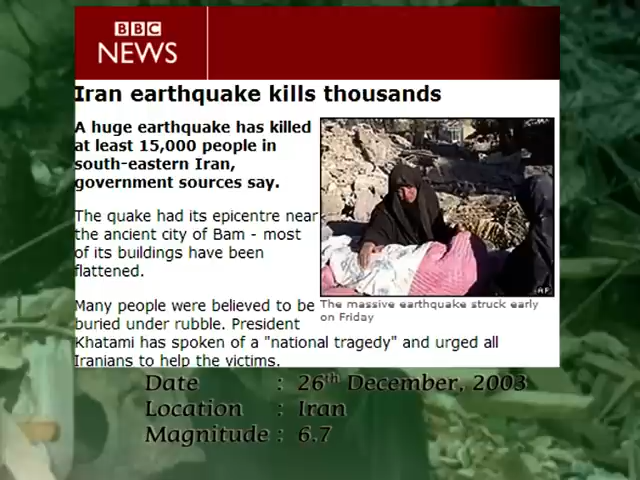 BBC
NEWS
Iran earthquake kills thousands
A huge earthquake has killed
at least 15,000 people in
south-eastern Iran,
government sources say.
The quake had its epicentre near
the ancient city of Bam - most
of its buildings have been
flattened.
AP
The massive earthquake struck early
on Friday
Many people were believed to be
buried under rubble. President
Khatami has spoken of a "national tragedy" and urged all
Iranians to help the victims.
Date : 26th December, 2003
Location : Iran
Magnitude : 6.7